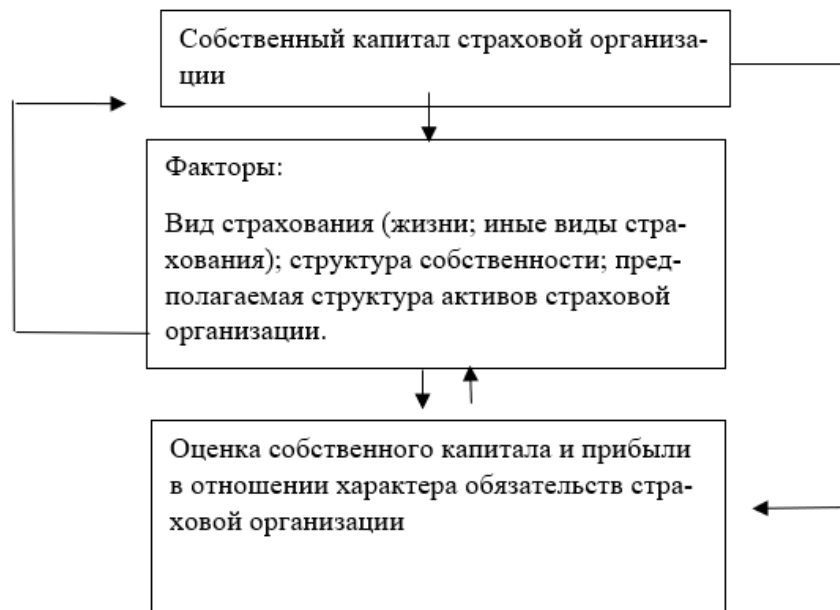 Собственный капитал страховой организа-
ции
Факторы:
Вид страхования (жизни; иные виды стра-
хования); структура собственности; пред-
полагаемая структура активов страховой
организации.
Оценка собственного капитала и прибыли
в отношении характера обязательств стра-
ховой организации